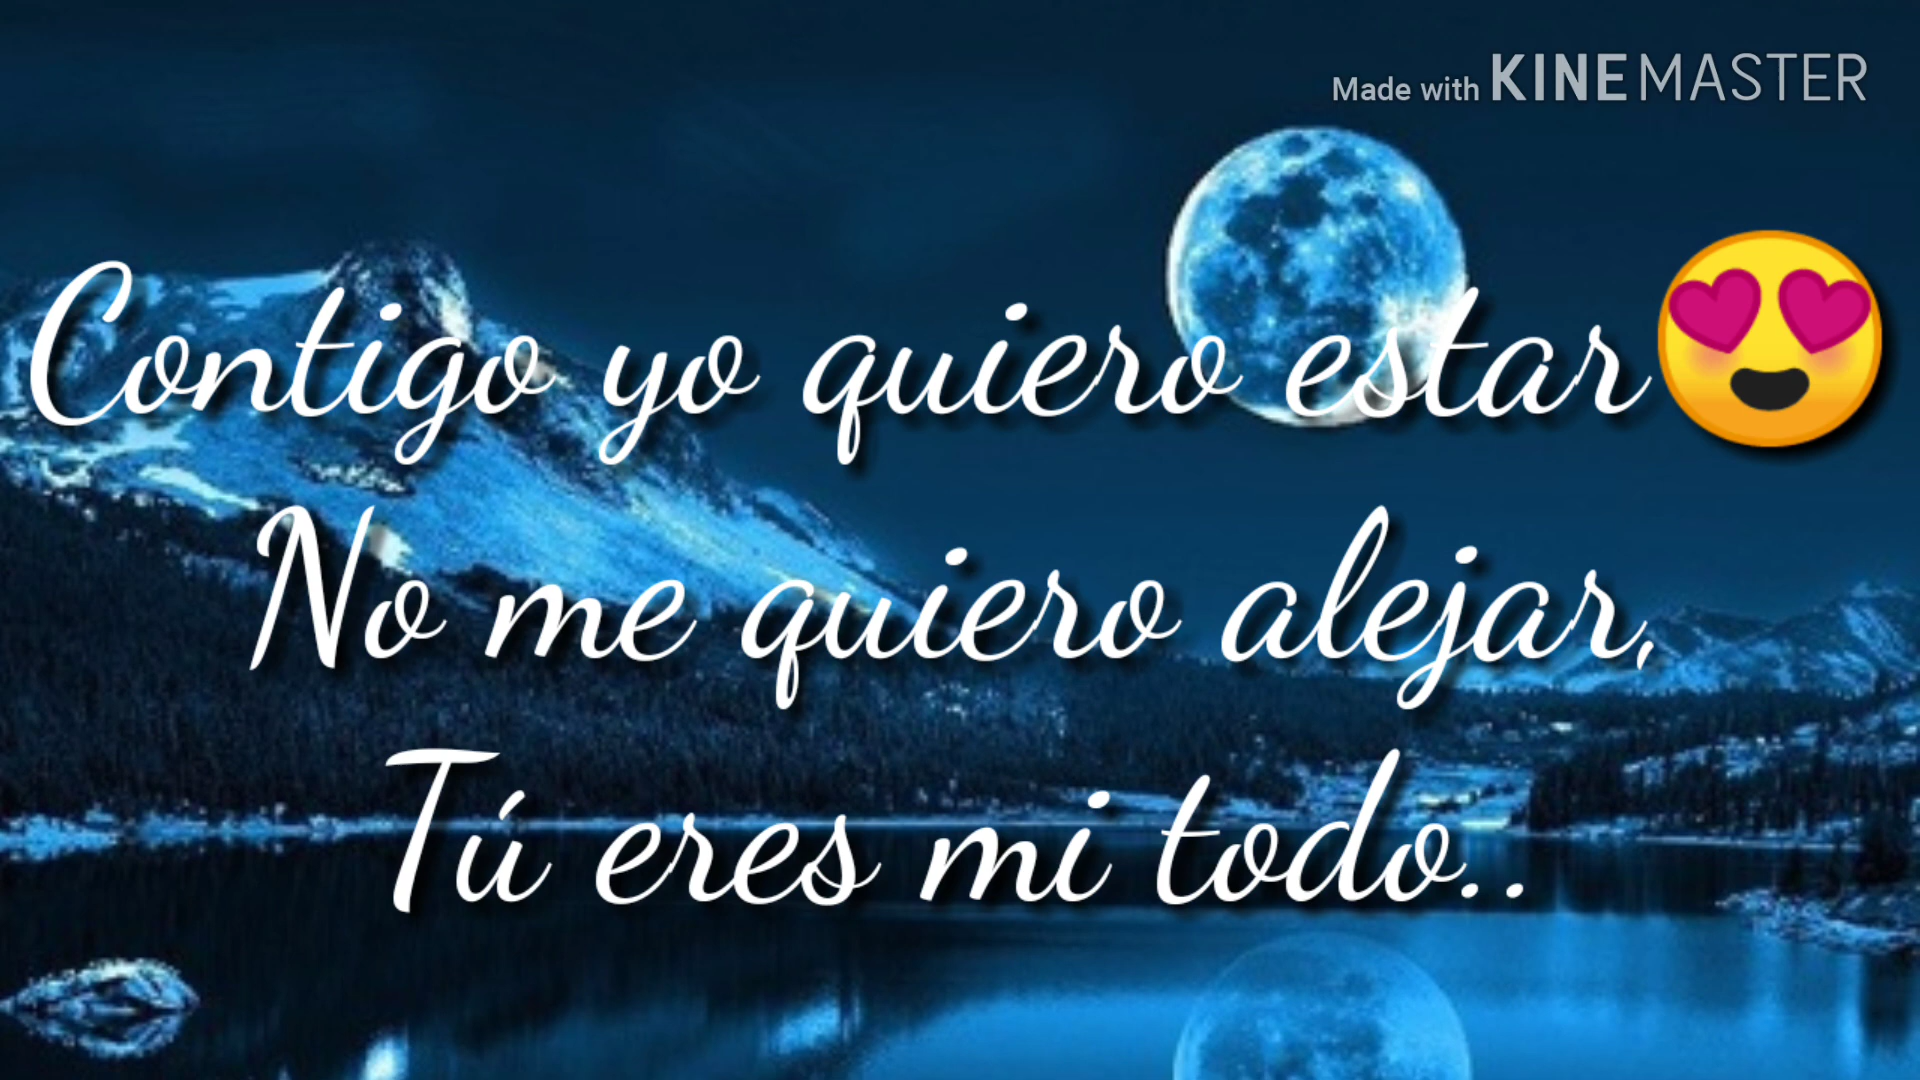 Made with KINEMASTER
Contigo yo quiero estar😍
No me quiero alejar,
Tú eres mi todo..